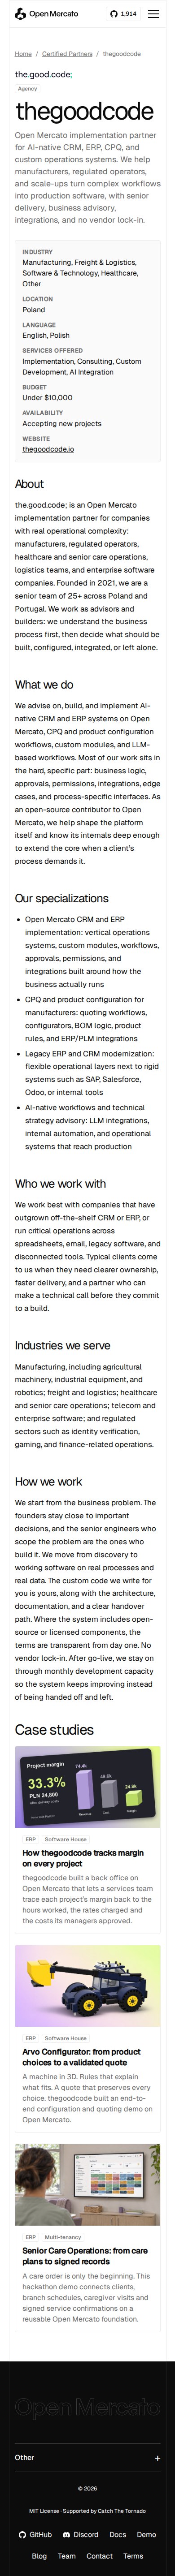 Open Mercato
1,914
Home / Certified Partners / thegoodcode
the.good.code;
Agency
thegoodcode
Open Mercato implementation partner
for AI-native CRM, ERP, CPQ, and
custom operations systems. We help
manufacturers, regulated operators,
and scale-ups turn complex workflows
into production software, with senior
delivery, business advisory,
integrations, and no vendor lock-in.
INDUSTRY
Manufacturing, Freight & Logistics,
Software & Technology, Healthcare,
Other
LOCATION
Poland
LANGUAGE
English, Polish
SERVICES OFFERED
Implementation, Consulting, Custom
Development, AI Integration
BUDGET
Under $10,000
AVAILABILITY
Accepting new projects
WEBSITE
thegoodcode.io
About
the.good.code; is an Open Mercato
implementation partner for companies
with real operational complexity:
manufacturers, regulated operators,
healthcare and senior care operations,
logistics teams, and enterprise software
companies. Founded in 2021, we are a
senior team of 25+ across Poland and
Portugal. We work as advisors and
builders: we understand the business
process first, then decide what should be
built, configured, integrated, or left alone.
What we do
We advise on, build, and implement AI-
native CRM and ERP systems on Open
Mercato, CPQ and product configuration
workflows, custom modules, and LLM-
based workflows. Most of our work sits in
the hard, specific part: business logic,
approvals, permissions, integrations, edge
cases, and process-specific interfaces. As
an open-source contributor to Open
Mercato, we help shape the platform
itself and know its internals deep enough
to extend the core when a client's
process demands it.
Our specializations
• Open Mercato CRM and ERP
implementation: vertical operations
systems, custom modules, workflows,
approvals, permissions, and
integrations built around how the
business actually runs
• CPQ and product configuration for
manufacturers: quoting workflows,
configurators, BOM logic, product
rules, and ERP/PLM integrations
• Legacy ERP and CRM modernization:
flexible operational layers next to rigid
systems such as SAP, Salesforce,
Odoo, or internal tools
• AI-native workflows and technical
strategy advisory: LLM integrations,
internal automation, and operational
systems that reach production
Who we work with
We work best with companies that have
outgrown off-the-shelf CRM or ERP, or
run critical operations across
spreadsheets, email, legacy software, and
disconnected tools. Typical clients come
to us when they need clearer ownership,
faster delivery, and a partner who can
make a technical call before they commit
to a build.
Industries we serve
Manufacturing, including agricultural
machinery, industrial equipment, and
robotics; freight and logistics; healthcare
and senior care operations; telecom and
enterprise software; and regulated
sectors such as identity verification,
gaming, and finance-related operations.
How we work
We start from the business problem. The
founders stay close to important
decisions, and the senior engineers who
scope the problem are the ones who
build it. We move from discovery to
working software on real processes and
real data. The custom code we write for
you is yours, along with the architecture,
documentation, and a clear handover
path. Where the system includes open-
source or licensed components, the
terms are transparent from day one. No
vendor lock-in. After go-live, we stay on
through monthly development capacity
so the system keeps improving instead
of being handed off and left.
Case studies
Project margin
33.3%
PLN 24,800
74.4k
49.6k
24.8k
Revenue
Cost
Margin
ERP Software House
How thegoodcode tracks margin
on every project
thegoodcode built a back office on
Open Mercato that lets a services team
trace each project's margin back to the
hours worked, the rates charged and
the costs its managers approved.
ERP Software House
Arvo Configurator: from product
choices to a validated quote
A machine in 3D. Rules that explain
what fits. A quote that preserves every
choice. thegoodcode built an end-to-
end configuration and quoting demo on
Open Mercato.
ERP Multi-tenancy
Senior Care Operations: from care
plans to signed records
A care order is only the beginning. This
hackathon demo connects clients,
branch schedules, caregiver visits and
signed service confirmations on a
reusable Open Mercato foundation.
Open Mercato
Other +
© 2026
MIT License · Supported by Catch The Tornado
GitHub Discord Docs Demo
Blog Team Contact Terms